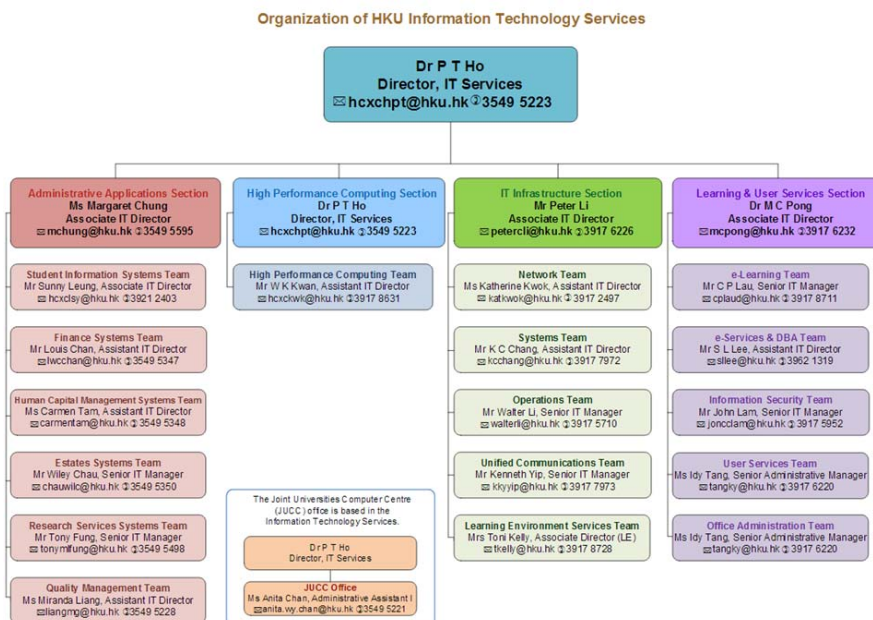 Organization of HKU Information Technology Services
Dr P T Ho
Director, IT Services
✉ hcxchpt@hku.hk ✆3549 5223
Administrative Applications Section
Ms Margaret Chung
Associate IT Director
✉ mchung@hku.hk ✆3549 5595
Student Information Systems Team
Mr Sunny Leung, Associate IT Director
✉ hcxclsy@hku.hk ✆3921 2403
Finance Systems Team
Mr Louis Chan, Assistant IT Director
✉ lwcchan@hku.hk ✆3549 5347
Human Capital Management Systems Team
Ms Carmen Tam, Assistant IT Director
✉ carmentam@hku.hk ✆3549 5348
Estates Systems Team
Mr Wiley Chau, Senior IT Manager
✉ chauwilc@hku.hk ✆3549 5350
Research Services Systems Team
Mr Tony Fung, Senior IT Manager
✉ tonymlfung@hku.hk ✆3549 5498
Quality Management Team
Ms Miranda Liang, Assistant IT Director
✉ liangmg@hku.hk ✆3549 5228
High Performance Computing Section
Dr P T Ho
Director, IT Services
✉ hcxchpt@hku.hk ✆3549 5223
High Performance Computing Team
Mr W K Kwan, Assistant IT Director
✉ hcxckwk@hku.hk ✆3917 8631
The Joint Universities Computer Centre
(JUCC) office is based in the
Information Technology Services.
Dr P T Ho
Director, IT Services
JUCC Office
Ms Anita Chan, Administrative Assistant I
✉ anita.wy.chan@hku.hk ✆3549 5221
IT Infrastructure Section
Mr Peter Li
Associate IT Director
✉ petercli@hku.hk ✆3917 6226
Network Team
Ms Katherine Kwok, Assistant IT Director
✉ katkwok@hku.hk ✆3917 2497
Systems Team
Mr K C Chang, Assistant IT Director
✉ kcchang@hku.hk ✆3917 7972
Operations Team
Mr Walter Li, Senior IT Manager
✉ walterli@hku.hk ✆3917 5710
Unified Communications Team
Mr Kenneth Yip, Senior IT Manager
✉ kkyyip@hku.hk ✆3917 7973
Learning Environment Services Team
Mrs Toni Kelly, Associate Director (LE)
✉ tkelly@hku.hk ✆3917 8728
Learning & User Services Section
Dr M C Pong
Associate IT Director
✉ mcpong@hku.hk ✆3917 6232
e-Learning Team
Mr C P Lau, Senior IT Manager
✉ cplaud@hku.hk ✆3917 8711
e-Services & DBA Team
Mr S L Lee, Assistant IT Director
✉ sllee@hku.hk ✆3962 1319
Information Security Team
Mr John Lam, Senior IT Manager
✉ joncclam@hku.hk ✆3917 5952
User Services Team
Ms Idy Tang, Senior Administrative Manager
✉ tangky@hku.hk ✆3917 6220
Office Administration Team
Ms Idy Tang, Senior Administrative Manager
✉ tangky@hku.hk ✆3917 6220